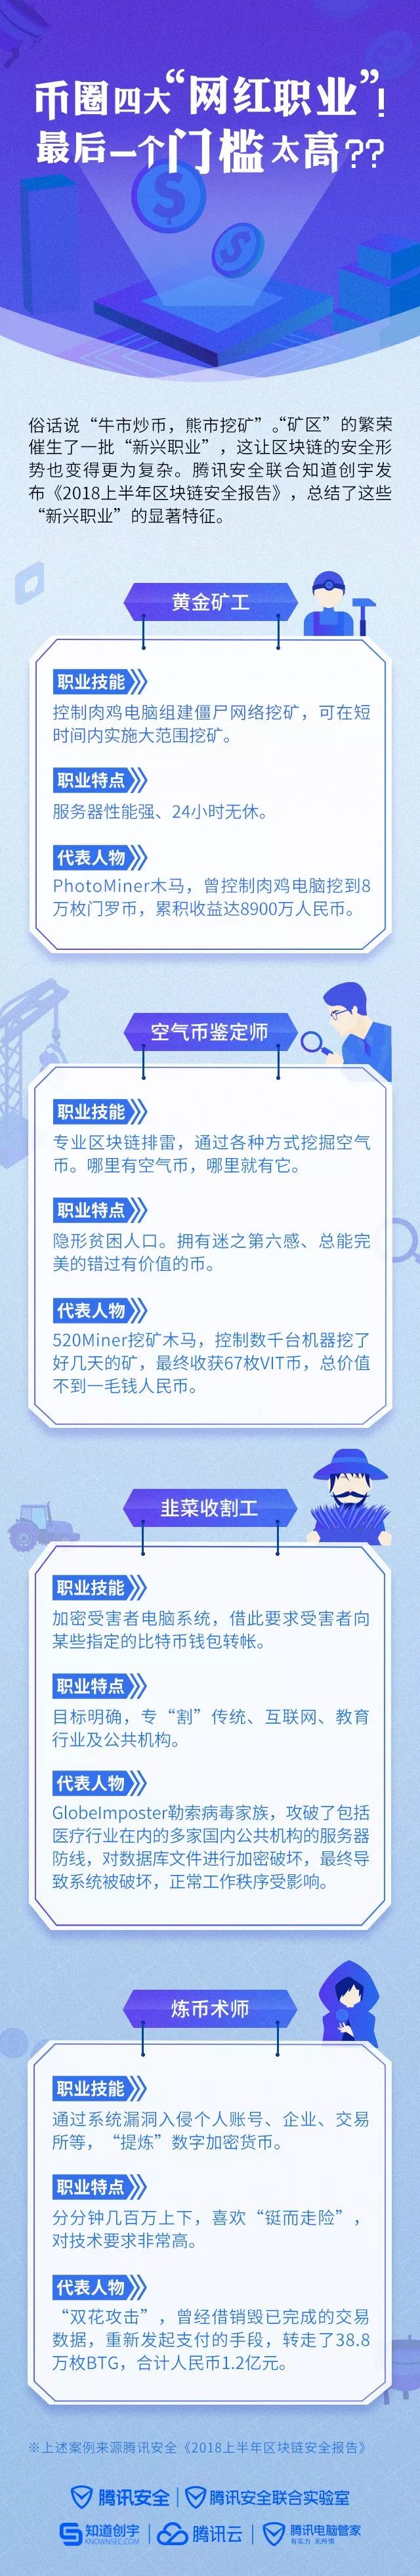 币圈四大“网红职业”!
最后一个门槛太高??
俗话说“牛市炒币，熊市挖矿”。“矿区”的繁荣
催生了一批“新兴职业”，这让区块链的安全形
势也变得更为复杂。腾讯安全联合知道创宇发
布《2018上半年区块链安全报告》，总结了这些
“新兴职业”的显著特征。
黄金矿工
职业技能
控制肉鸡电脑组建僵尸网络挖矿，可在短
时间内实施大范围挖矿。
职业特点
服务器性能强、24小时无休。
代表人物
PhotoMiner木马，曾控制肉鸡电脑挖到8
万枚门罗币，累积收益达8900万人民币。
空气币鉴定师
职业技能
专业区块链排雷，通过各种方式挖掘空气
币。哪里有空气币，哪里就有它。
职业特点
隐形贫困人口。拥有迷之第六感、总能完
美的错过有价值的币。
代表人物
520Miner挖矿木马，控制数千台机器挖了
好几天的矿，最终收获67枚VIT币，总价值
不到一毛钱人民币。
韭菜收割工
职业技能
加密受害者电脑系统，借此要求受害者向
某些指定的比特币钱包转帐。
职业特点
目标明确，专“割”传统、互联网、教育
行业及公共机构。
代表人物
GlobeImposter勒索病毒家族，攻破了包括
医疗行业在内的多家国内公共机构的服务器
防线，对数据库文件进行加密破坏，最终导
致系统被破坏，正常工作秩序受影响。
炼币术师
职业技能
通过系统漏洞入侵个人账号、企业、交易
所等，“提炼”数字加密货币。
职业特点
分分钟几百万上下，喜欢“铤而走险”，
对技术要求非常高。
代表人物
“双花攻击”，曾经借销毁已完成的交易
数据，重新发起支付的手段，转走了38.8
万枚BTG，合计人民币1.2亿元。
※上述案例来源腾讯安全《2018上半年区块链安全报告》
腾讯安全 腾讯安全联合实验室
知道创宇 KNOWNSEC.COM 腾讯云 腾讯电脑管家 有实力 无所惧